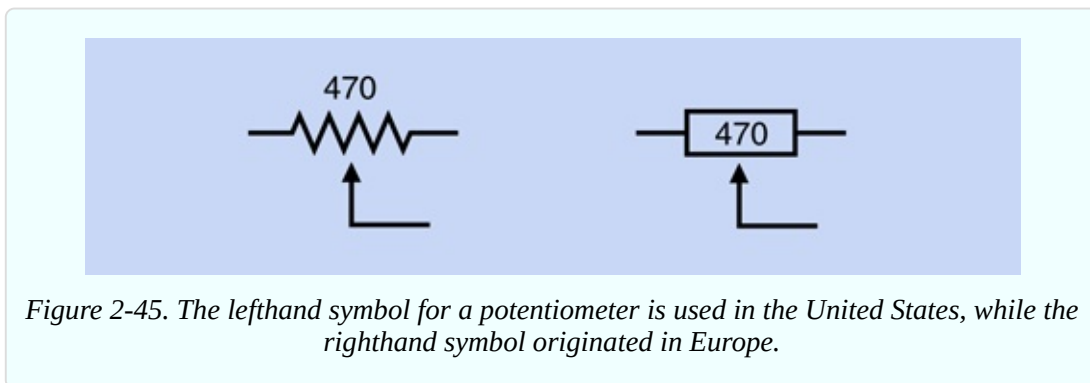 470
470
Figure 2-45. The lefthand symbol for a potentiometer is used in the United States, while the
righthand symbol originated in Europe.